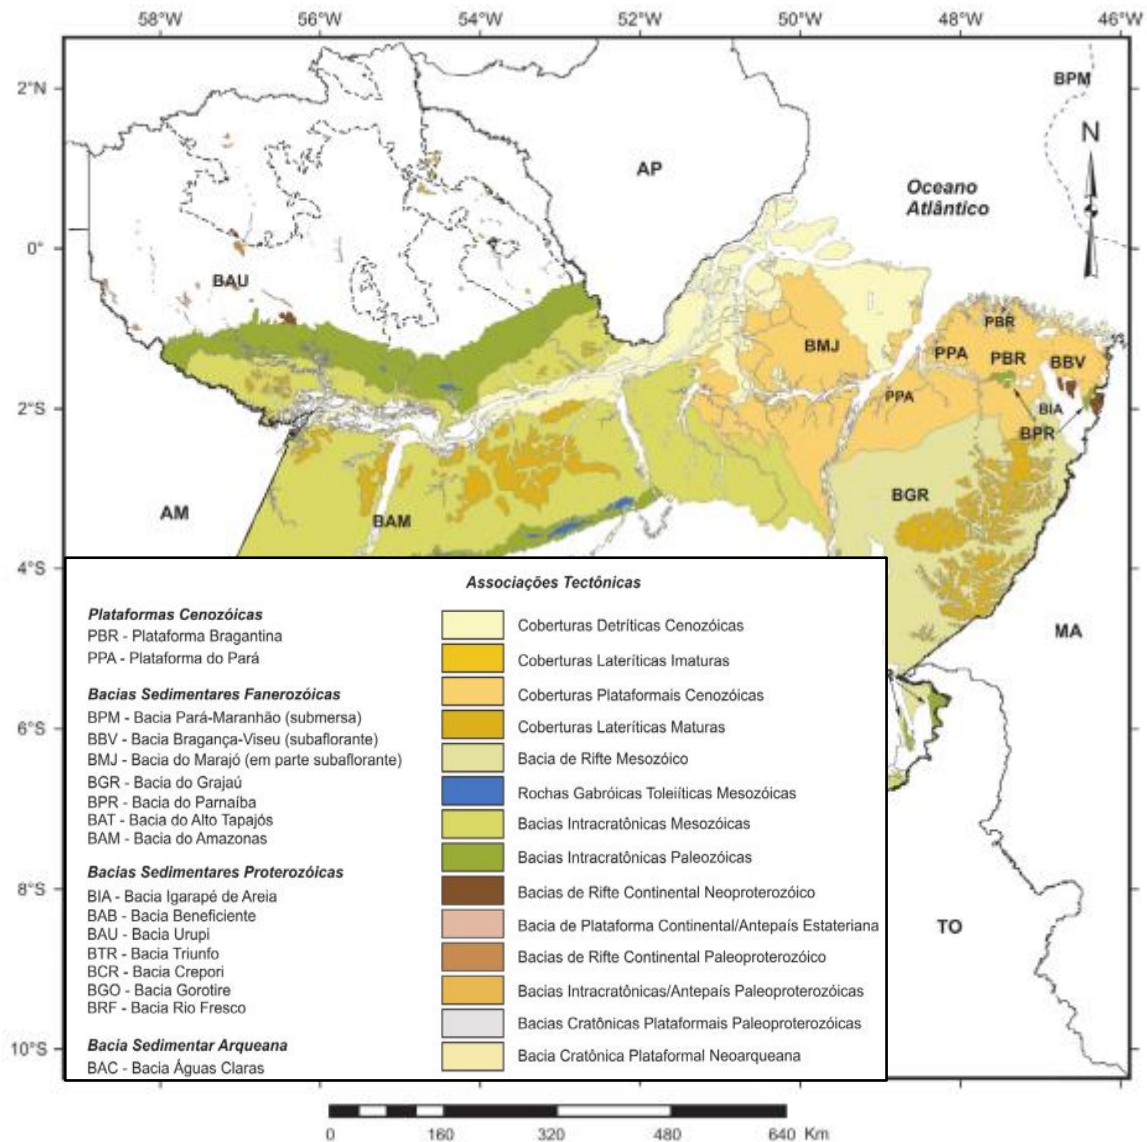 58°W 56°W 54°W 52°W 50°W 48°W 46°W
2°N
0°
2°S
4°S
6°S
8°S
10°S
BPM
N
AP
Oceano
Atlântico
BAU
BMJ
PBR
PPA
PBR
BBV
PPA
BIA
BPR
BGR
AM
BAM
MA
TO
Associações Tectônicas
Plataformas Cenozóicas
PBR - Plataforma Bragantina
PPA - Plataforma do Pará
Bacias Sedimentares Fanerozóicas
BPM - Bacia Pará-Maranhão (submersa)
BBV - Bacia Bragança-Viseu (subaflorante)
BMJ - Bacia do Marajó (em parte subaflorante)
BGR - Bacia do Grajaú
BPR - Bacia do Parnaíba
BAT - Bacia do Alto Tapajós
BAM - Bacia do Amazonas
Bacias Sedimentares Proterozóicas
BIA - Bacia Igarapé de Areia
BAB - Bacia Beneficiente
BAU - Bacia Urupi
BTR - Bacia Triunfo
BCR - Bacia Crepori
BGO - Bacia Gorotire
BRF - Bacia Rio Fresco
Bacia Sedimentar Arqueana
BAC - Bacia Águas Claras
Coberturas Detríticas Cenozóicas
Coberturas Lateríticas Imaturas
Coberturas Plataformais Cenozóicas
Coberturas Lateríticas Maturas
Bacia de Rifte Mesozóico
Rochas Gabróicas Toleiíticas Mesozóicas
Bacias Intracratônicas Mesozóicas
Bacias Intracratônicas Paleozóicas
Bacias de Rifte Continental Neoproterozóico
Bacia de Plataforma Continental/Antepaís Estateriana
Bacias de Rifte Continental Paleoproterozóico
Bacias Intracratônicas/Antepaís Paleoproterozóicas
Bacias Cratônicas Plataformais Paleoproterozóicas
Bacia Cratônica Plataformal Neoarqueana
0 160 320 480 640 Km